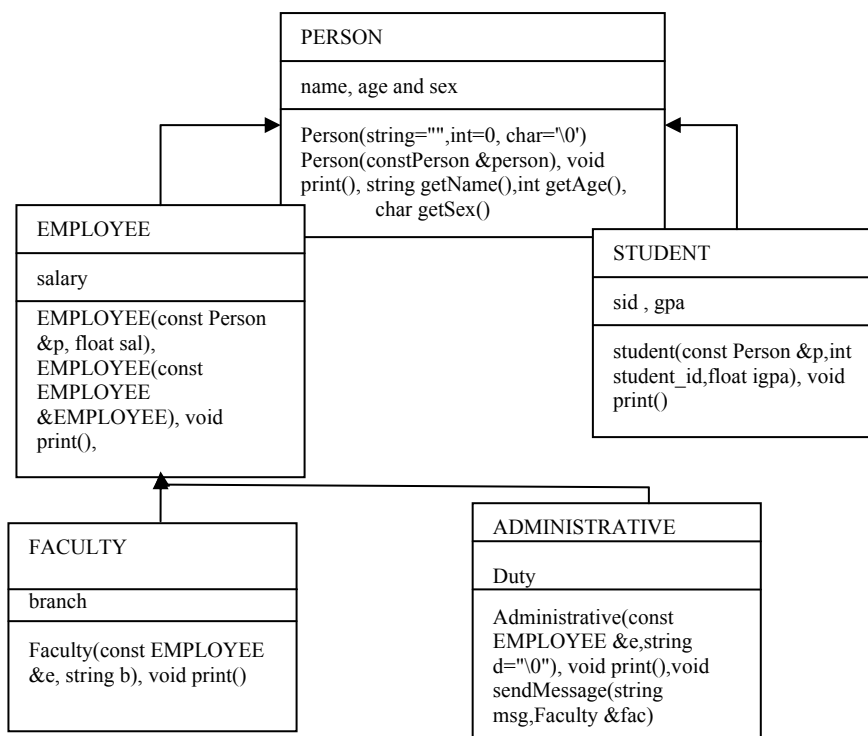 PERSON
name, age and sex
Person(string="",int=0, char='\0')
Person(constPerson &person), void
print(), string getName(),int getAge(),
char getSex()
EMPLOYEE
salary
EMPLOYEE(const Person
&p, float sal),
EMPLOYEE(const
EMPLOYEE
&EMPLOYEE), void
print(),
STUDENT
sid , gpa
student(const Person &p,int
student_id,float igpa), void
print()
FACULTY
branch
Faculty(const EMPLOYEE
&e, string b), void print()
ADMINISTRATIVE
Duty
Administrative(const
EMPLOYEE &e,string
d="\0"), void print(),void
sendMessage(string
msg,Faculty &fac)